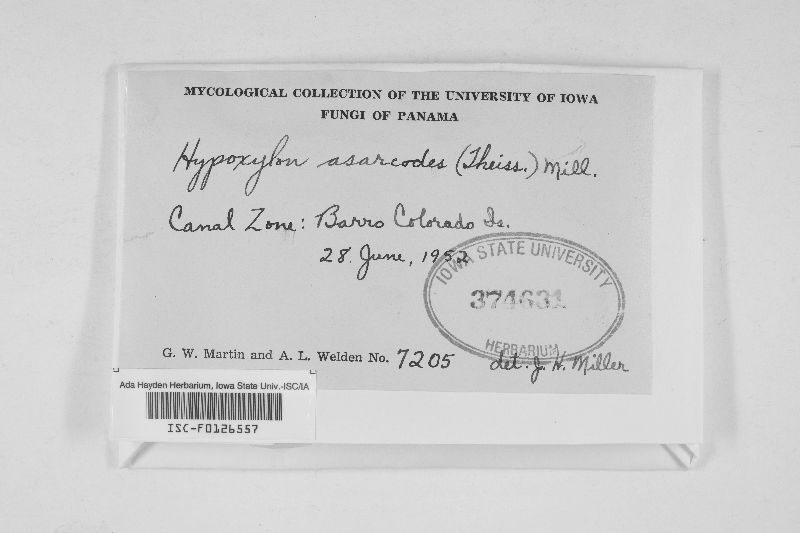 MYCOLOGICAL COLLECTION OF THE UNIVERSITY OF IOWA
FUNGI OF PANAMA
Hypoxylon asarcodes (Theiss.) Mill.
Canal Zone: Barro Colorado Is.
28 June, 1952
IOWA STATE UNIVERSITY
374631
HERBARIUM
G. W. Martin and A. L. Welden No. 7205
det. J. H. Miller
Ada Hayden Herbarium, Iowa State Univ.-ISC/IA
ISC-F0126557